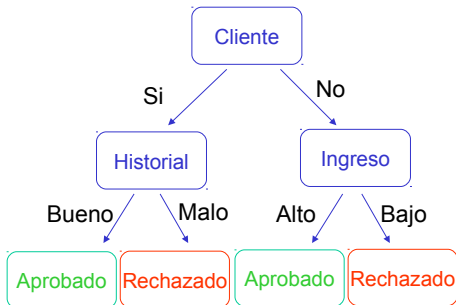 Cliente
Si
No
Historial
Ingreso
Bueno
Malo
Alto
Bajo
Aprobado
Rechazado
Aprobado
Rechazado